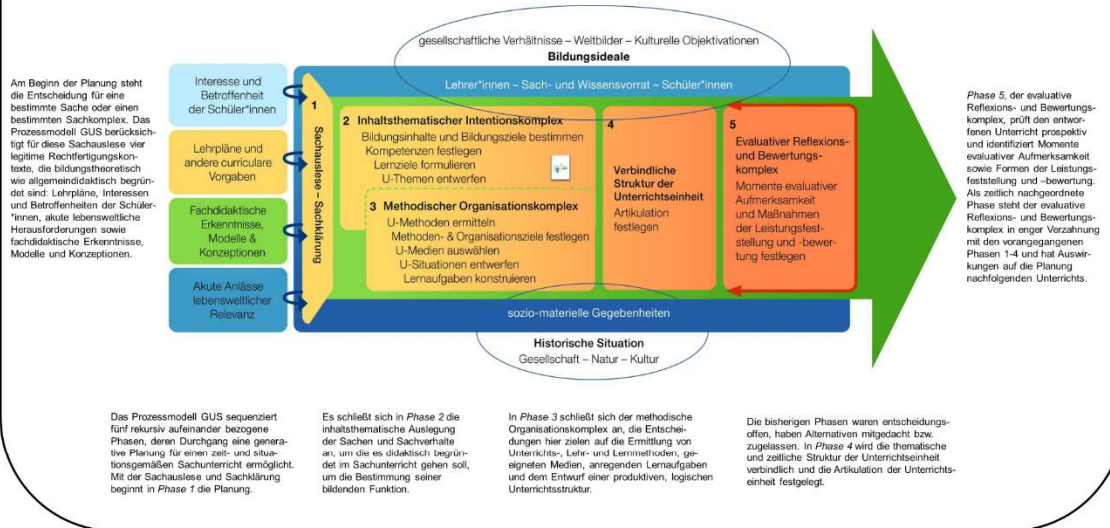 gesellschaftliche Verhältnisse – Weltbilder – Kulturelle Objektivationen
Bildungsideale
Lehrer*innen – Sach- und Wissensvorrat – Schüler*innen
Am Beginn der Planung steht
die Entscheidung für eine
bestimmte Sache oder einen
bestimmten Sachkomplex. Das
Prozessmodell GUS berücksich-
tigt für diese Sachauslese vier
legitime Rechtfertigungskon-
texte, die bildungstheoretisch
wie allgemeindidaktisch begrün-
det sind: Lehrpläne, Interessen
und Betroffenheiten der Schüler-
*innen, akute lebensweltliche
Herausforderungen sowie
fachdidaktische Erkenntnisse,
Modelle und Konzeptionen.
Interesse und
Betroffenheit
der Schüler*innen
Lehrpläne und
andere curriculare
Vorgaben
Fachdidaktische
Erkenntnisse,
Modelle &
Konzeptionen
Akute Anlässe
lebensweltlicher
Relevanz
1
Sachauslese – Sachklärung
2 Inhaltsthematischer Intentionskomplex
Bildungsinhalte und Bildungsziele bestimmen
Kompetenzen festlegen
Lernziele formulieren
U-Themen entwerfen
3 Methodischer Organisationskomplex
U-Methoden ermitteln
Methoden- & Organisationsziele festlegen
U-Medien auswählen
U-Situationen entwerfen
Lernaufgaben konstruieren
4
Verbindliche
Struktur der
Unterrichtseinheit
Artikulation
festlegen
5
Evaluativer Reflexions-
und Bewertungs-
komplex
Momente evaluativer
Aufmerksamkeit
und Maßnahmen
der Leistungsfest-
stellung und -bewer-
tung festlegen
Phase 5, der evaluative
Reflexions- und Bewertungs-
komplex, prüft den entwor-
fenen Unterricht prospektiv
und identifiziert Momente
evaluativer Aufmerksamkeit
sowie Formen der Leistungs-
feststellung und –bewertung.
Als zeitlich nachgeordnete
Phase steht der evaluative
Reflexions- und Bewertungs-
komplex in enger Verzahnung
mit den vorangegangenen
Phasen 1-4 und hat Auswir-
kungen auf die Planung
nachfolgenden Unterrichts.
sozio-materielle Gegebenheiten
Historische Situation
Gesellschaft – Natur – Kultur
Das Prozessmodell GUS sequenziert
fünf rekursiv aufeinander bezogene
Phasen, deren Durchgang eine genera-
tive Planung für einen zeit- und situa-
tionsgemäßen Sachunterricht ermöglicht.
Mit der Sachauslese und Sachklärung
beginnt in Phase 1 die Planung.
Es schließt sich in Phase 2 die
inhaltsthematische Auslegung
der Sachen und Sachverhalte
an, um die es didaktisch begrün-
det im Sachunterricht gehen soll,
um die Bestimmung seiner
bildenden Funktion.
In Phase 3 schließt sich der methodische
Organisationskomplex an, die Entscheidun-
gen hier zielen auf die Ermittlung von
Unterrichts-, Lehr- und Lernmethoden, ge-
eigneten Medien, anregenden Lernaufgaben
und dem Entwurf einer produktiven, logischen
Unterrichtsstruktur.
Die bisherigen Phasen waren entscheidungs-
offen, haben Alternativen mitgedacht bzw.
zugelassen. In Phase 4 wird die thematische
und zeitliche Struktur der Unterrichtseinheit
verbindlich und die Artikulation der Unterrichts-
einheit festgelegt.